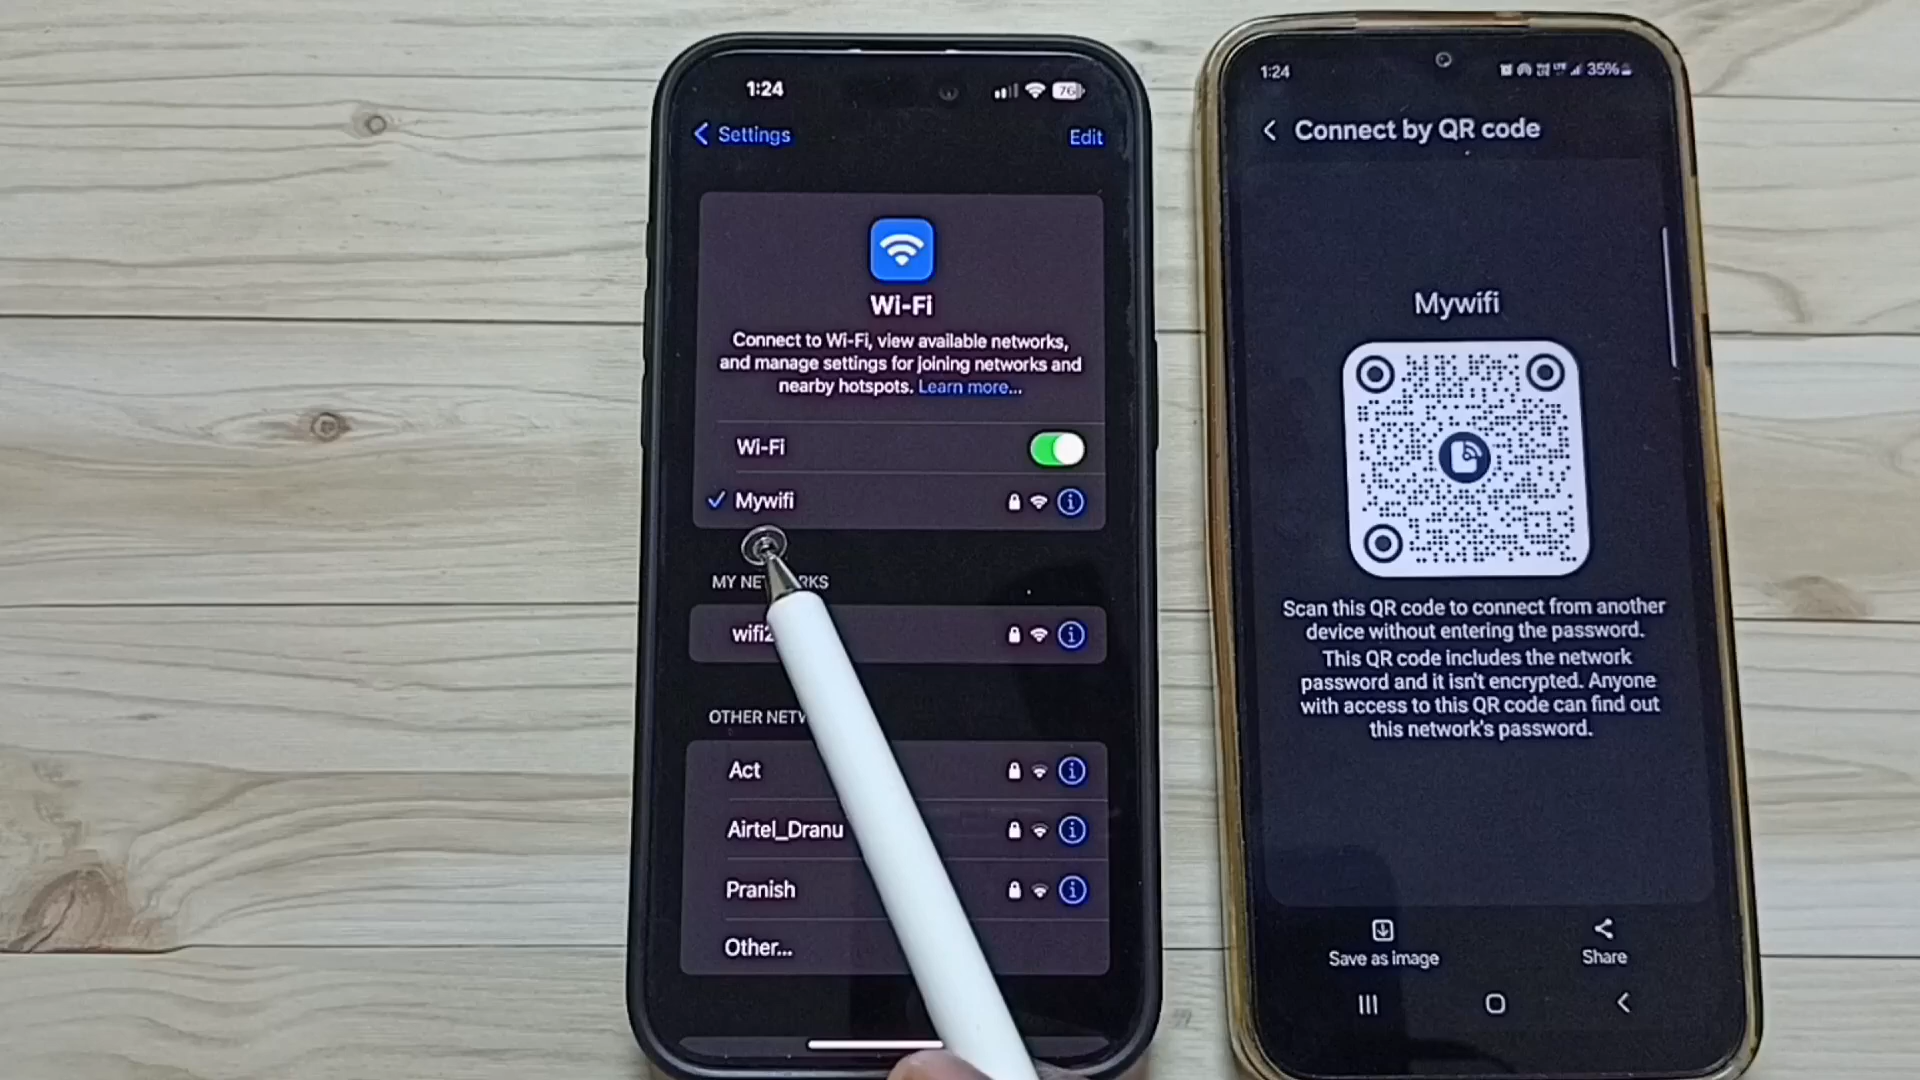 1:24
76
Settings
Edit
Wi-Fi
Connect to Wi-Fi, view available networks,
and manage settings for joining networks and
nearby hotspots. Learn more...
Wi-Fi
Mywifi
MY NETWORKS
OTHER
Act
Airtel_Dranu
Pranish
Other...
1:24
35%
Connect by QR code
Mywifi
Scan this QR code to connect from another
device without entering the password.
This QR code includes the network
password and it isn't encrypted. Anyone
with access to this QR code can find out
this network's password.
Save as image
Share